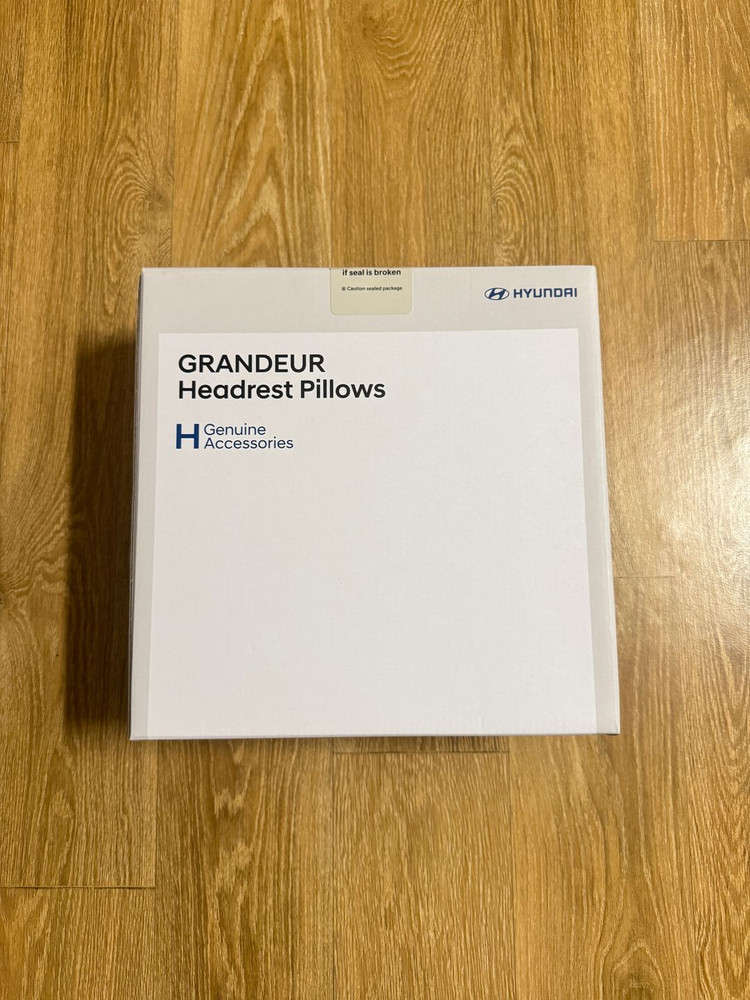 if seal is broken
※ Caution sealed package
HYUNDAI
GRANDEUR
Headrest Pillows
H Genuine
Accessories